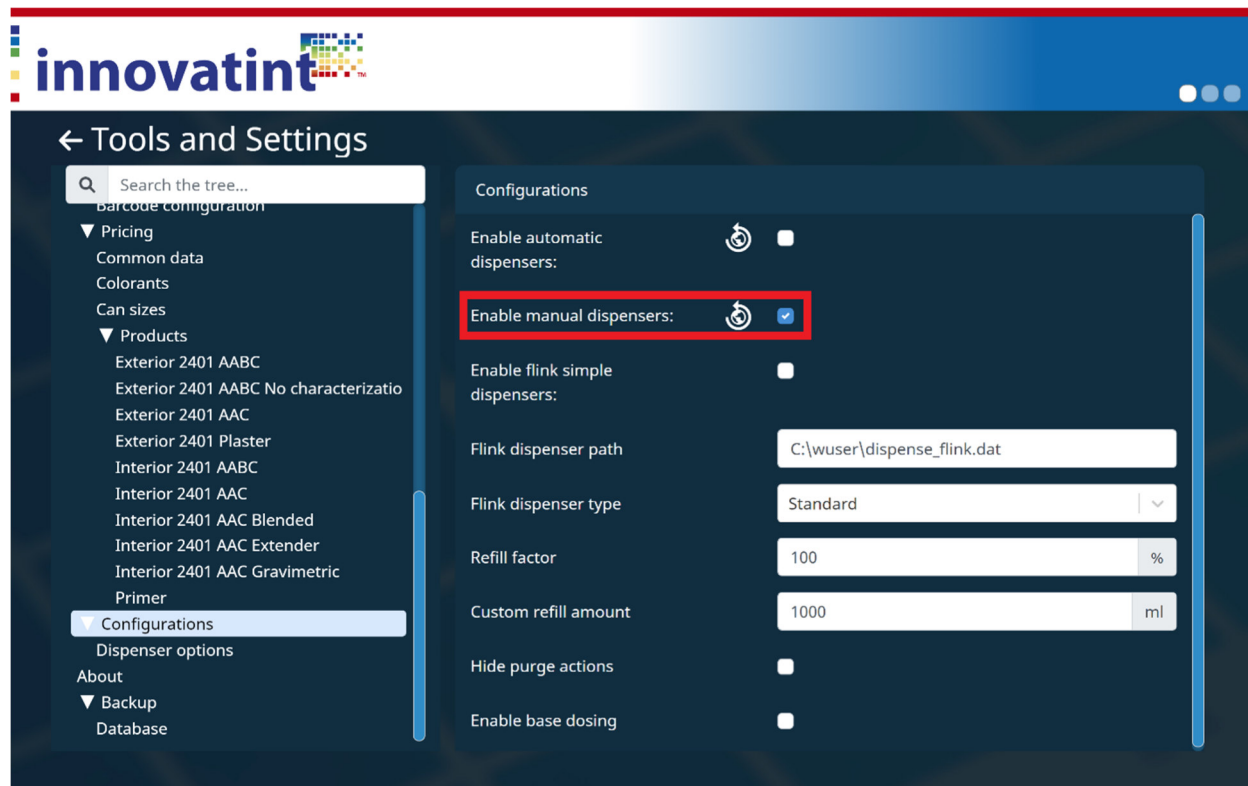 innovatint
TM
← Tools and Settings
Search the tree...
Barcode configuration
▼ Pricing
Common data
Colorants
Can sizes
▼ Products
Exterior 2401 AABC
Exterior 2401 AABC No characterizatio
Exterior 2401 AAC
Exterior 2401 Plaster
Interior 2401 AABC
Interior 2401 AAC
Interior 2401 AAC Blended
Interior 2401 AAC Extender
Interior 2401 AAC Gravimetric
Primer
▼ Configurations
Dispenser options
About
▼ Backup
Database
Configurations
Enable automatic
dispensers:
Enable manual dispensers:
Enable flink simple
dispensers:
Flink dispenser path
C:\wuser\dispense_flink.dat
Flink dispenser type
Standard
Refill factor
100
%
Custom refill amount
1000
ml
Hide purge actions
Enable base dosing